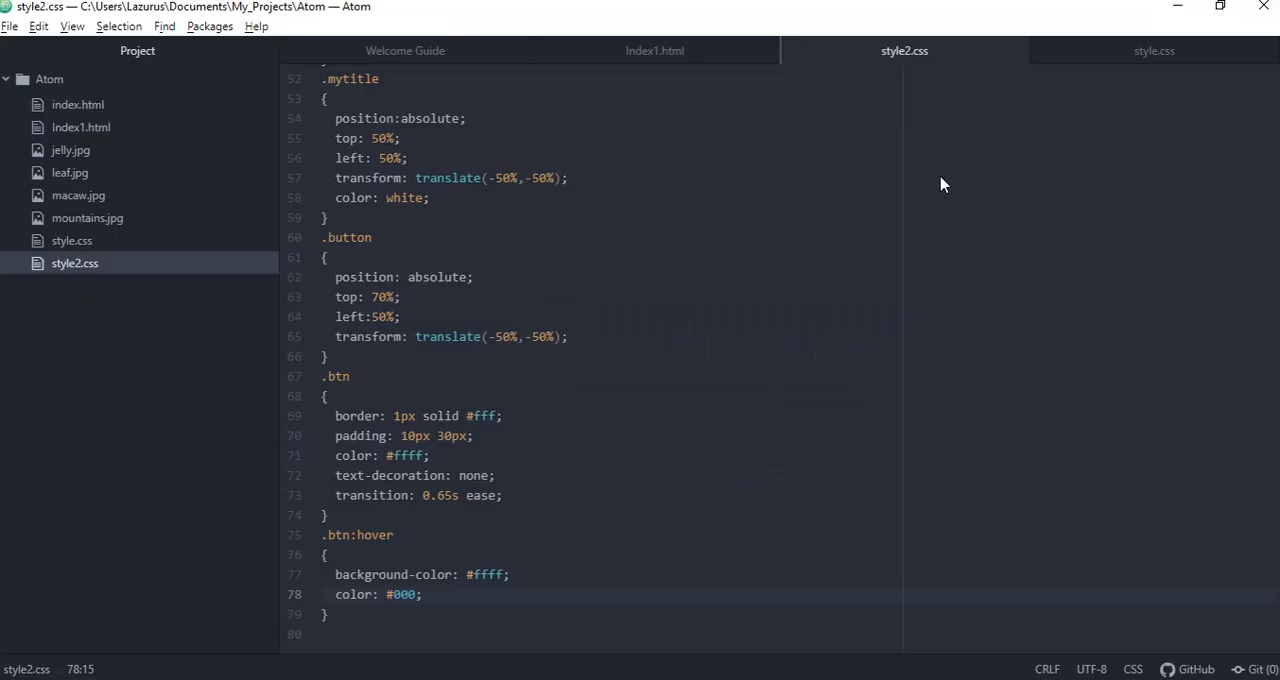 style2.css — C:\Users\Lazurus\Documents\My_Projects\Atom — Atom
File Edit View Selection Find Packages Help
Project
Welcome Guide
Index1.html
style2.css
style.css
Atom
index.html
Index1.html
jelly.jpg
leaf.jpg
macaw.jpg
mountains.jpg
style.css
style2.css
52 .mytitle
53 {
54 position:absolute;
55 top: 50%;
56 left: 50%;
57 transform: translate(-50%,-50%);
58 color: white;
59 }
60 .button
61 {
62 position: absolute;
63 top: 70%;
64 left:50%;
65 transform: translate(-50%,-50%);
66 }
67 .btn
68 {
69 border: 1px solid #fff;
70 padding: 10px 30px;
71 color: #ffff;
72 text-decoration: none;
73 transition: 0.65s ease;
74 }
75 .btn:hover
76 {
77 background-color: #ffff;
78 color: #000;
79 }
80
style2.css 78:15
CRLF UTF-8 CSS GitHub Git (0)